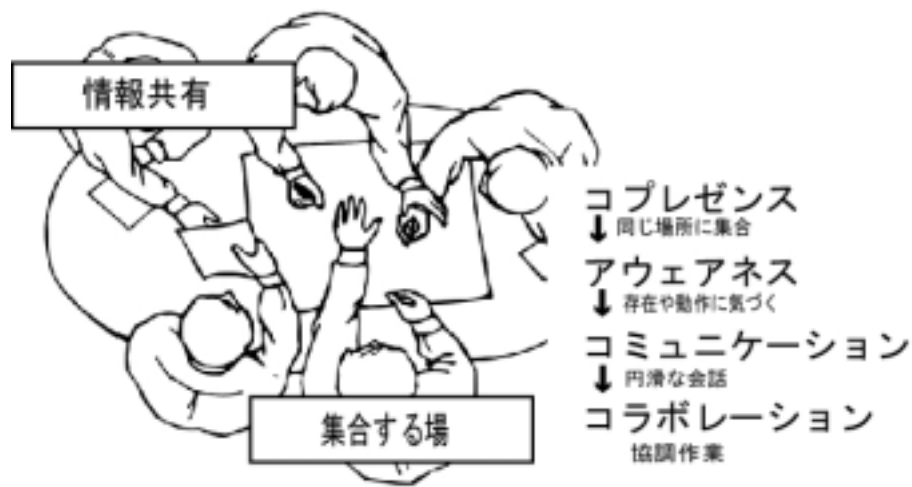 情報共有
コプレゼンス
↓同じ場所に集合
アウェアネス
↓存在や動作に気づく
コミュニケーション
↓円滑な会話
コラボレーション
協調作業
集合する場